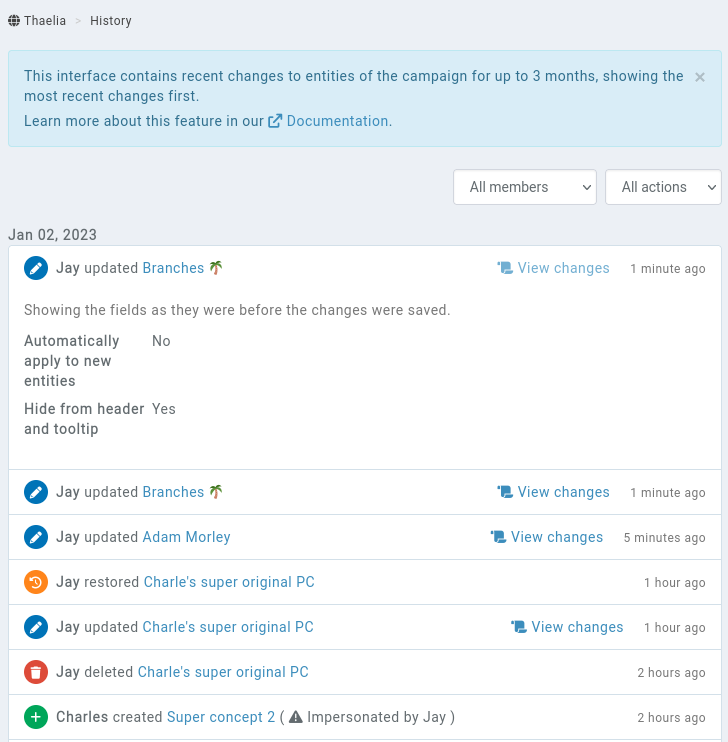 Thaelia > History
This interface contains recent changes to entities of the campaign for up to 3 months, showing the ×
most recent changes first.
Learn more about this feature in our Documentation.
All members All actions
Jan 02, 2023
Jay updated Branches 🌴 View changes 1 minute ago
Showing the fields as they were before the changes were saved.
Automatically No
apply to new
entities
Hide from header Yes
and tooltip
Jay updated Branches 🌴 View changes 1 minute ago
Jay updated Adam Morley View changes 5 minutes ago
Jay restored Charle's super original PC 1 hour ago
Jay updated Charle's super original PC View changes 1 hour ago
Jay deleted Charle's super original PC 2 hours ago
Charles created Super concept 2 ( Impersonated by Jay ) 2 hours ago